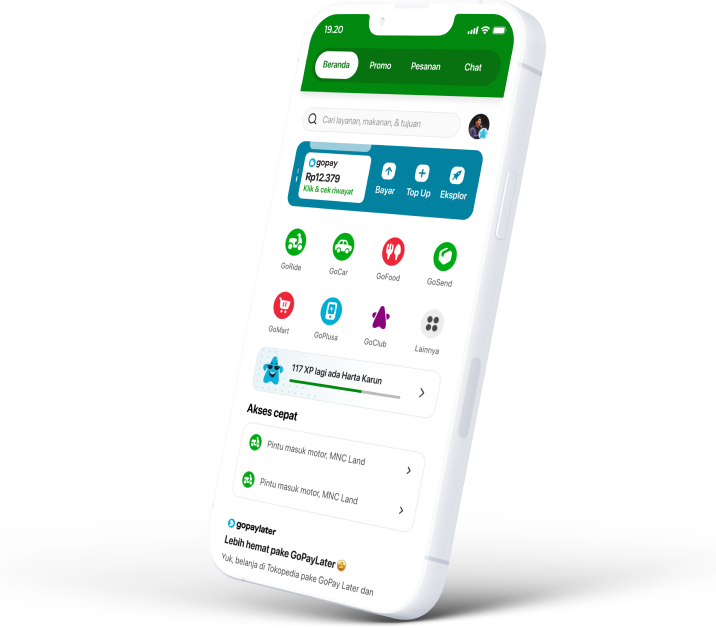 19.20
Beranda
Promo
Pesanan
Chat
Cari layanan, makanan, & tujuan
gopay
Rp12.379
Klik & cek riwayat
Bayar
Top Up
Eksplor
GoRide
GoCar
GoFood
GoSend
GoMart
GoPlusa
GoClub
Lainnya
117 XP lagi ada Harta Karun
Akses cepat
Pintu masuk motor, MNC Land
Pintu masuk motor, MNC Land
gopaylater
Lebih hemat pake GoPayLater🤩
Yuk, belanja di Tokopedia pake GoPay Later dan